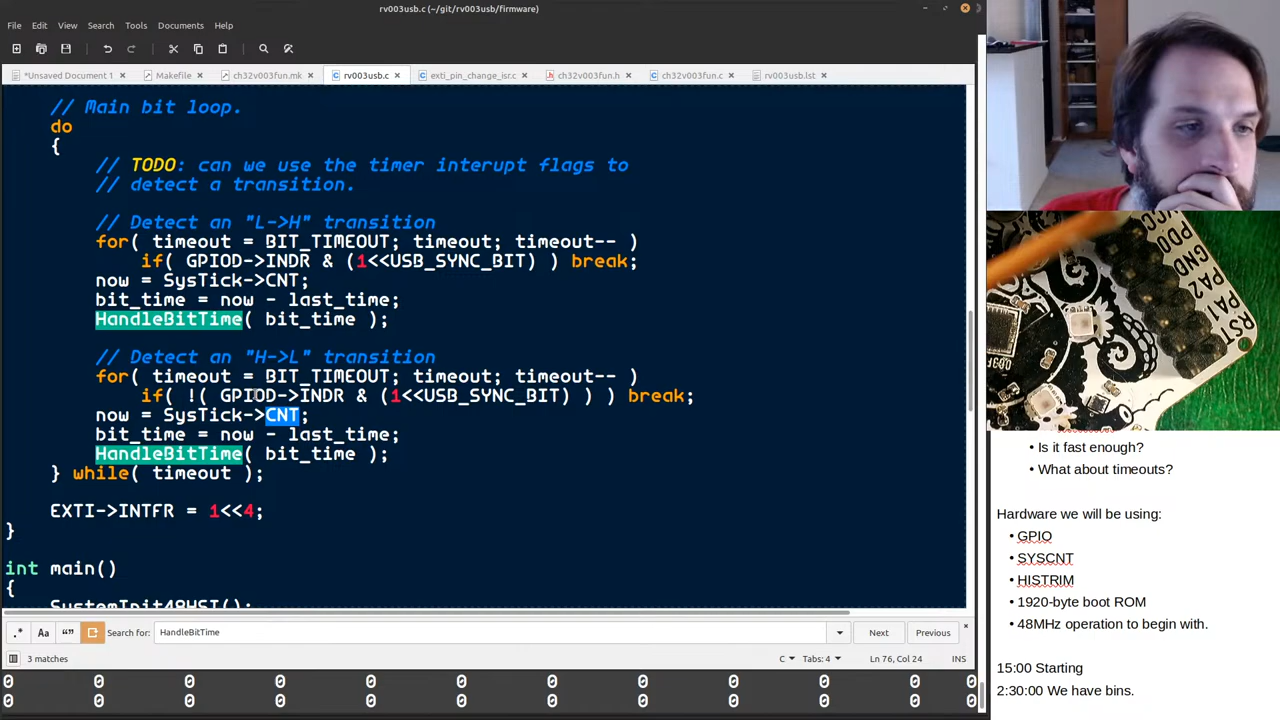 rv003usb.c (~/git/rv003usb/firmware)
File Edit View Search Tools Documents Help
*Unsaved Document 1 Makefile ch32v003fun.mk rv003usb.c exti_pin_change_isr.c ch32v003fun.h ch32v003fun.c rv003usb.lst
// Main bit loop.
do
{
// TODO: can we use the timer interupt flags to
// detect a transition.
// Detect an "L->H" transition
for( timeout = BIT_TIMEOUT; timeout; timeout-- )
if( GPIOD->INDR & (1<<USB_SYNC_BIT) ) break;
now = SysTick->CNT;
bit_time = now - last_time;
HandleBitTime( bit_time );
// Detect an "H->L" transition
for( timeout = BIT_TIMEOUT; timeout; timeout-- )
if( !( GPIOD->INDR & (1<<USB_SYNC_BIT) ) ) break;
now = SysTick->CNT;
bit_time = now - last_time;
HandleBitTime( bit_time );
} while( timeout );
EXTI->INTFR = 1<<4;
}
int main()
{
SystemInit48HSI();
.* Aa “” Search for: HandleBitTime Next Previous
3 matches C Tabs: 4 Ln 76, Col 24 INS
0 0 0 0 0 0 0 0 0 0 0
0 0 0 0 0 0 0 0 0 0 0
VCC
PD0
GND
PA2
PA1
RST
• Is it fast enough?
• What about timeouts?
Hardware we will be using:
• GPIO
• SYSCNT
• HISTRIM
• 1920-byte boot ROM
• 48MHz operation to begin with.
15:00 Starting
2:30:00 We have bins.